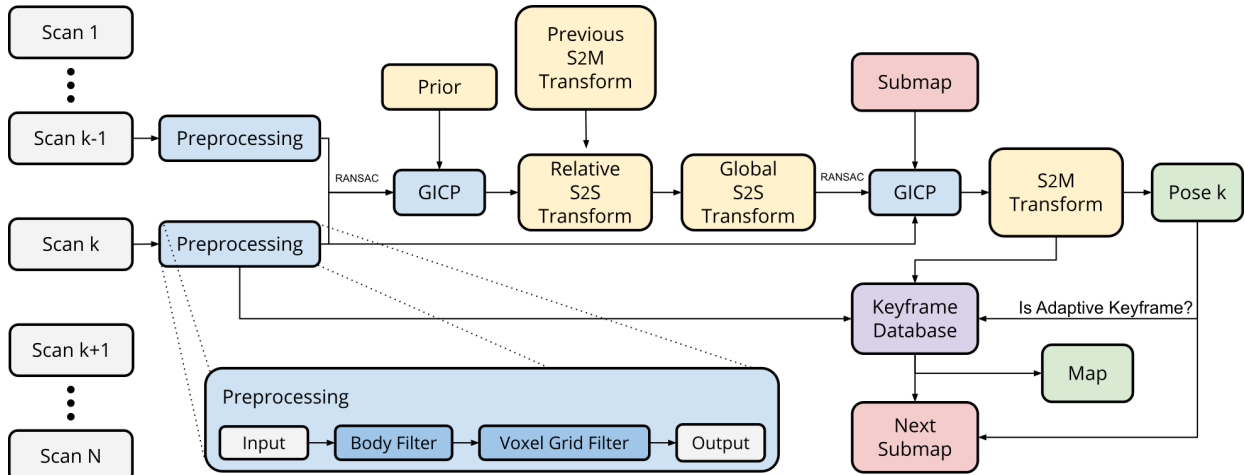 Scan 1
Scan k-1
Scan k
Scan k+1
Scan N
Preprocessing
Preprocessing
Prior
RANSAC
GICP
Previous
S2M
Transform
Relative
S2S
Transform
Global
S2S
Transform
RANSAC
Submap
GICP
S2M
Transform
Pose k
Keyframe
Database
Is Adaptive Keyframe?
Map
Next
Submap
Preprocessing
Input
Body Filter
Voxel Grid Filter
Output